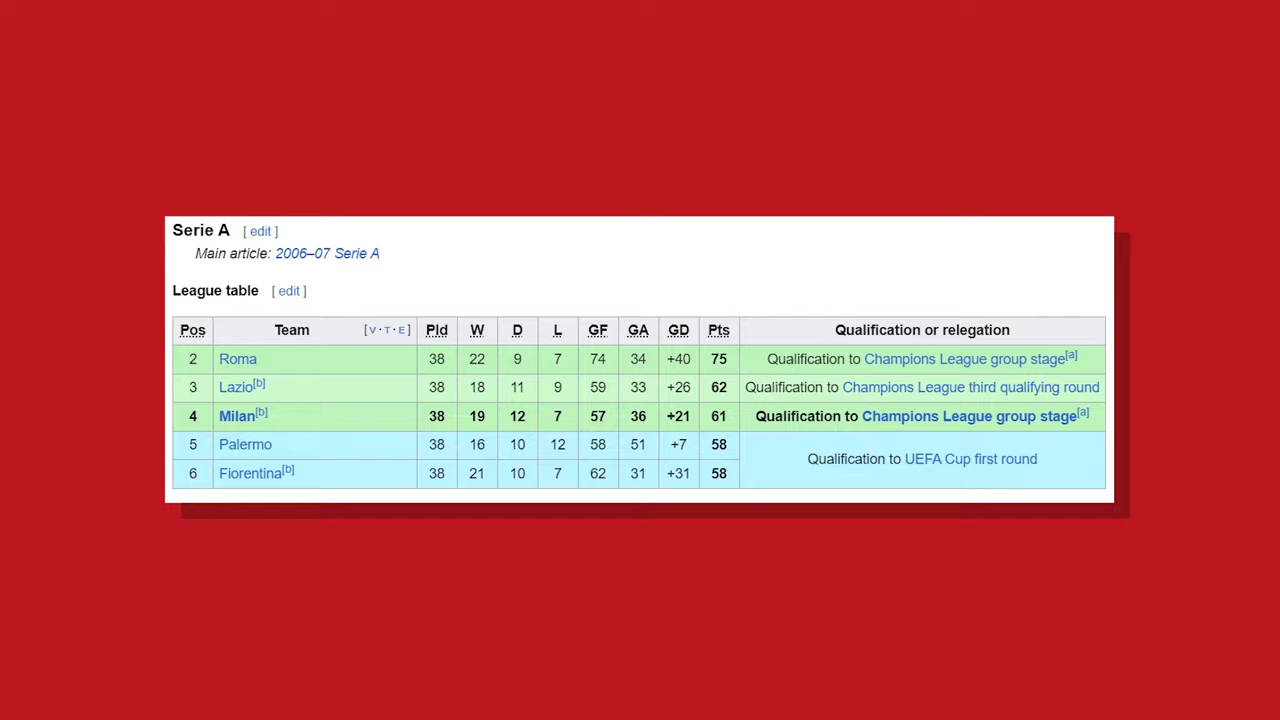 Serie A [ edit ]
Main article: 2006–07 Serie A
League table [ edit ]
Pos Team [V·T·E] Pld W D L GF GA GD Pts Qualification or relegation
2 Roma 38 22 9 7 74 34 +40 75 Qualification to Champions League group stage[a]
3 Lazio[b] 38 18 11 9 59 33 +26 62 Qualification to Champions League third qualifying round
4 Milan[b] 38 19 12 7 57 36 +21 61 Qualification to Champions League group stage[a]
5 Palermo 38 16 10 12 58 51 +7 58 Qualification to UEFA Cup first round
6 Fiorentina[b] 38 21 10 7 62 31 +31 58